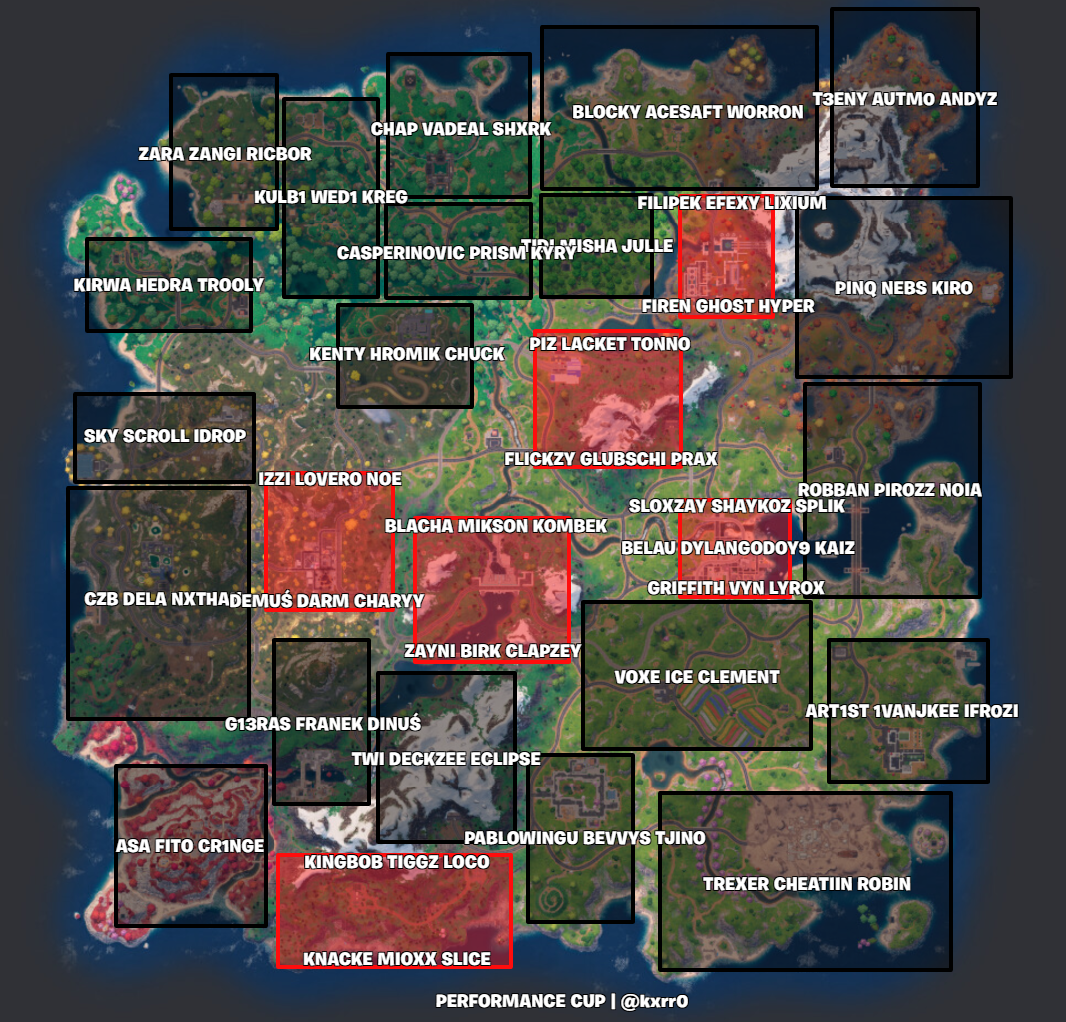 T3ENY AUTMO ANDYZ
BLOCKY ACESAFT WORRON
CHAP VADEAL SHXRK
ZARA ZANGI RICBOR
KULB1 WED1 KREG
FILIPEK EFEXY LIXIUM
MISHA JULLE
CASPERINOVIC PRISM KYRY
KIRWA HEDRA TROOLY
PINQ NEBS KIRO
FIREN GHOST HYPER
PIZ LACKET TONNO
KENTY HROMIK CHUCK
SKY SCROLL IDROP
FLICKZY GLUBSCHI PRAX
IZZI LOVERO NOE
ROBBAN PIROZZ NOIA
SLOXZAY SHAYKOZ SPLIK
BLACHA MIKSON KOMBEK
BELAU DYLANGODOY9 KAIZ
GRIFFITH VYN LYROX
CZB DELA NXTHAD
DEMUŚ DARM CHARYY
ZAYNI BIRK CLAPZEY
VOXE ICE CLEMENT
ART1ST 1VANJKEE IFROZI
G13RAS FRANEK DINUŚ
TWI DECKZEE ECLIPSE
PABLOWINGU BEVVYS TJINO
ASA FITO CR1NGE
KINGBOB TIGGZ LOCO
TREXER CHEATIIN ROBIN
KNACKE MIOXX SLICE
PERFORMANCE CUP | @kxrr0